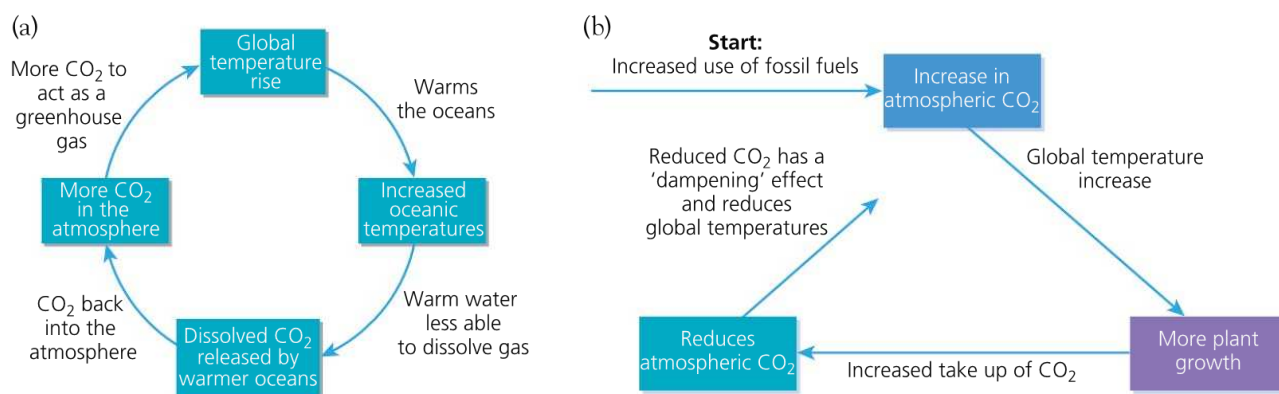 (a)
Global
temperature
rise
Warms
the oceans
Increased
oceanic
temperatures
Warm water
less able
to dissolve gas
Dissolved CO₂
released by
warmer oceans
CO₂ back
into the
atmosphere
More CO₂
in the
atmosphere
More CO₂ to
act as a
greenhouse
gas
(b)
Start:
Increased use of fossil fuels
Increase in
atmospheric CO₂
Global temperature
increase
More plant
growth
Increased take up of CO₂
Reduces
atmospheric CO₂
Reduced CO₂ has a
‘dampening’ effect
and reduces
global temperatures